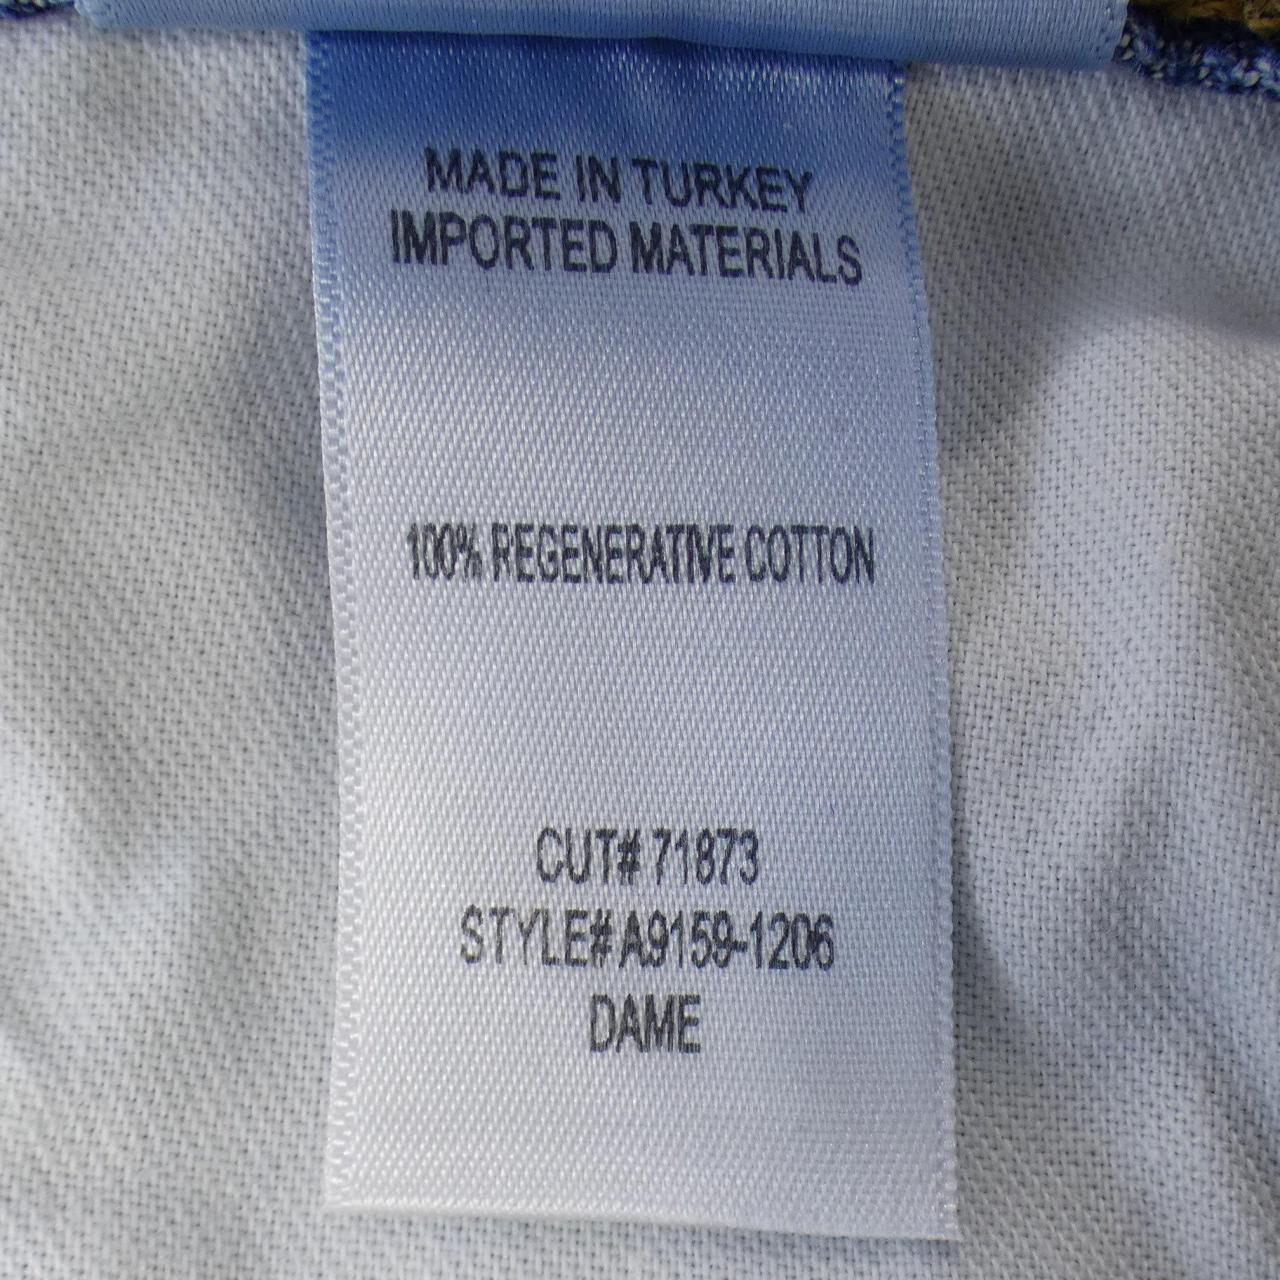 MADE IN TURKEY
IMPORTED MATERIALS
100% REGENERATIVE COTTON
CUT# 71873
STYLE# A9159-1206
DAME